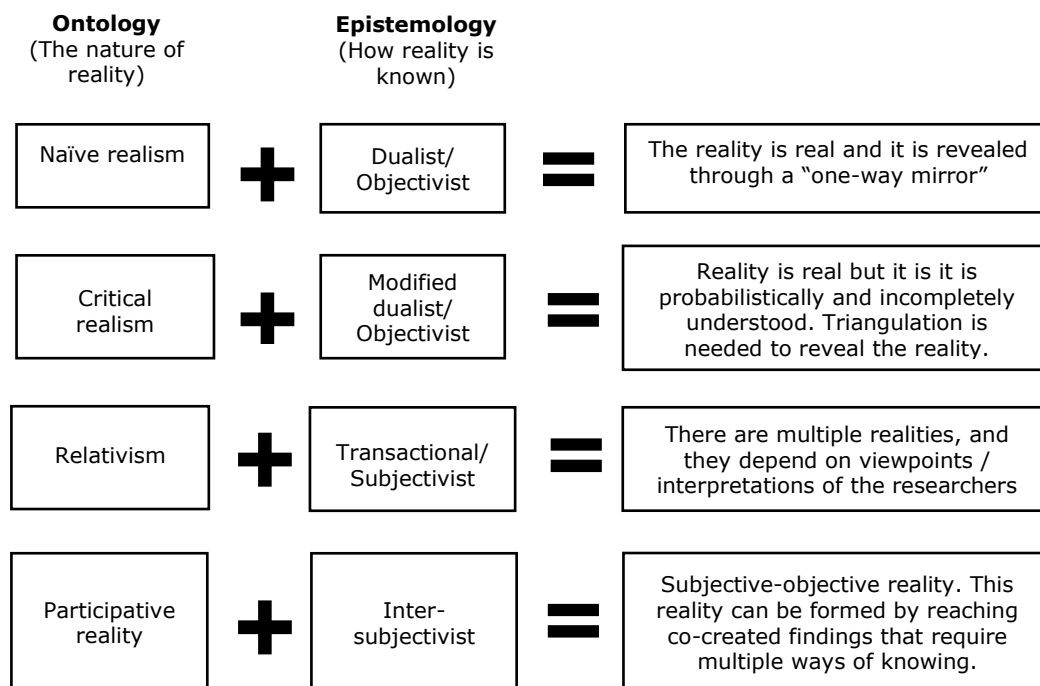 Ontology
(The nature of
reality)
Epistemology
(How reality is
known)
Naïve realism
Dualist/
Objectivist
The reality is real and it is revealed
through a “one-way mirror”
Critical
realism
Modified
dualist/
Objectivist
Reality is real but it is it is
probabilistically and incompletely
understood. Triangulation is
needed to reveal the reality.
Relativism
Transactional/
Subjectivist
There are multiple realities, and
they depend on viewpoints /
interpretations of the researchers
Participative
reality
Inter-
subjectivist
Subjective-objective reality. This
reality can be formed by reaching
co-created findings that require
multiple ways of knowing.